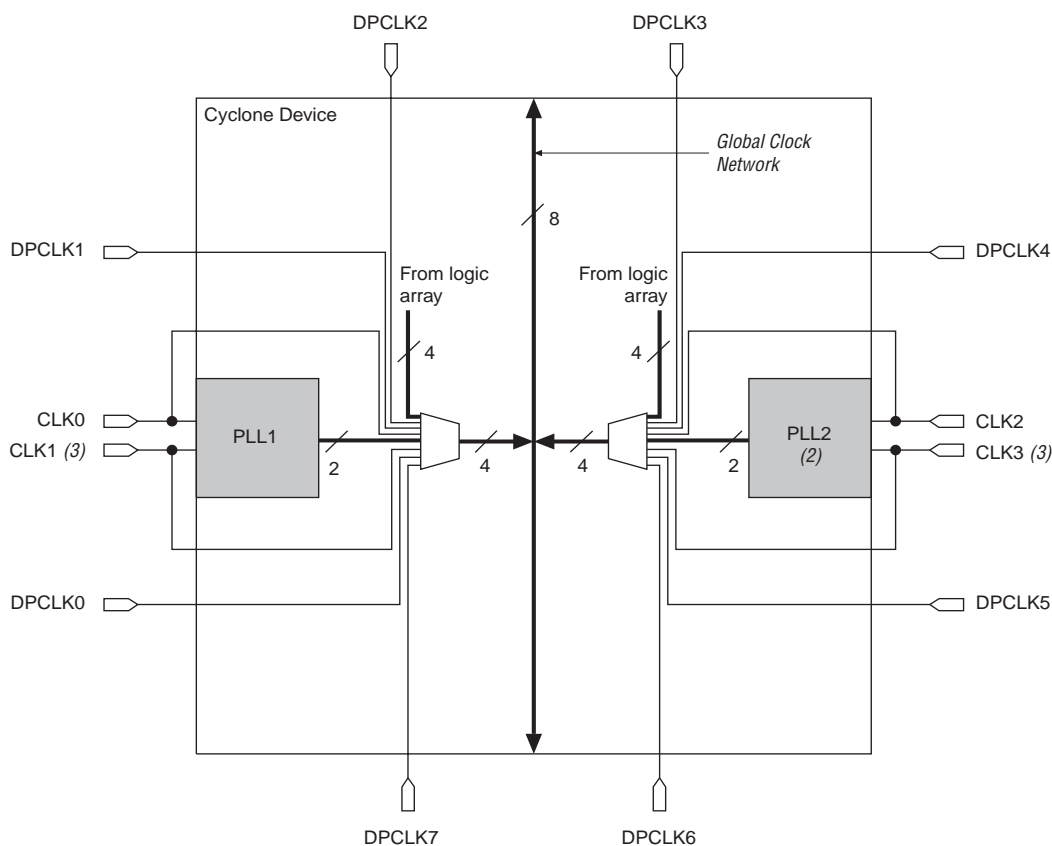 DPCLK2
DPCLK3
Cyclone Device
Global Clock
Network
8
DPCLK1
DPCLK4
From logic
array
From logic
array
4
4
CLK0
PLL1
PLL2
(2)
CLK2
CLK1 (3)
CLK3 (3)
2
4
4
2
DPCLK0
DPCLK5
DPCLK7
DPCLK6